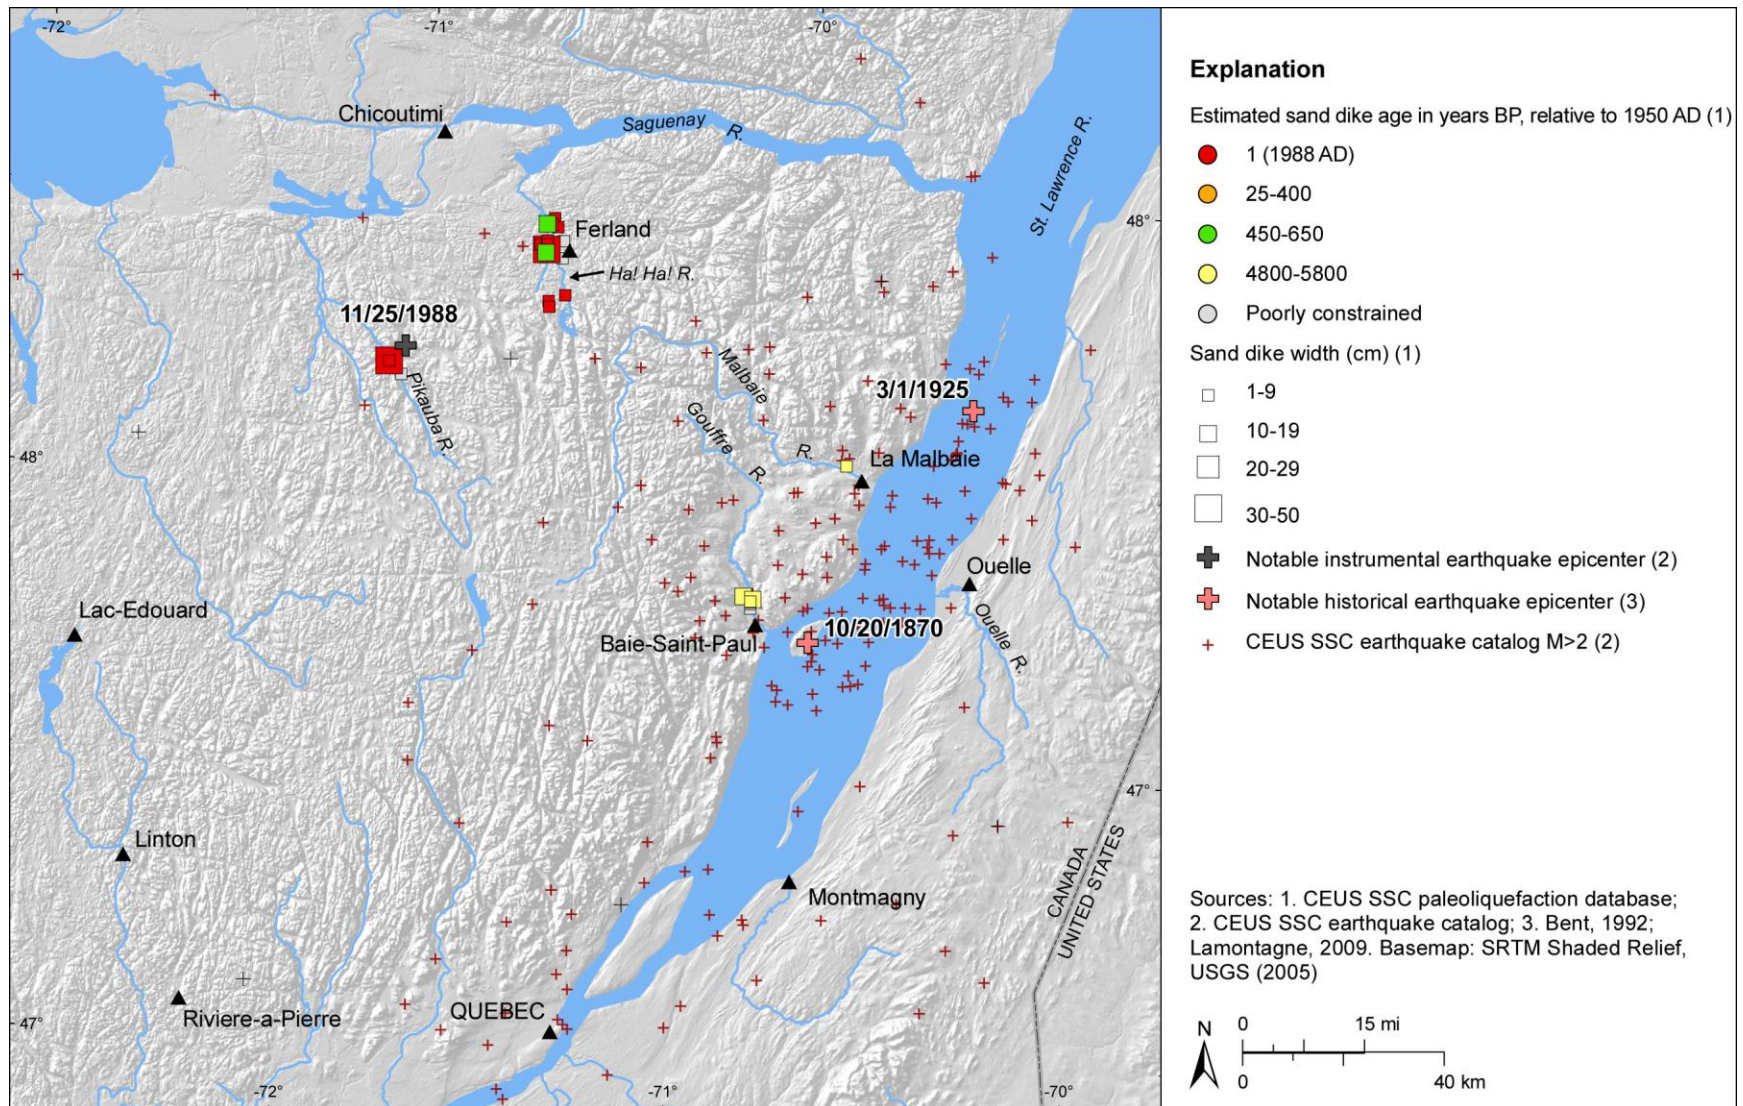 -72°
-71°
-70°
Chicoutimi
Saguenay
R.
St. Lawrence R.
48°
Ferland
Ha! Ha! R.
11/25/1988
Pikauba R.
Malbaie
R.
Gouffre
R.
3/1/1925
La Malbaie
48°
Ouelle
Ouelle R.
Lac-Edouard
Baie-Saint-Paul
10/20/1870
47°
Linton
Montmagny
CANADA
UNITED STATES
QUEBEC
Riviere-a-Pierre
47°
-72°
-71°
-70°
Explanation
Estimated sand dike age in years BP, relative to 1950 AD (1)
1 (1988 AD)
25-400
450-650
4800-5800
Poorly constrained
Sand dike width (cm) (1)
1-9
10-19
20-29
30-50
Notable instrumental earthquake epicenter (2)
Notable historical earthquake epicenter (3)
CEUS SSC earthquake catalog M>2 (2)
Sources: 1. CEUS SSC paleoliquefaction database;
2. CEUS SSC earthquake catalog; 3. Bent, 1992;
Lamontagne, 2009. Basemap: SRTM Shaded Relief,
USGS (2005)
N
0 15 mi
0 40 km